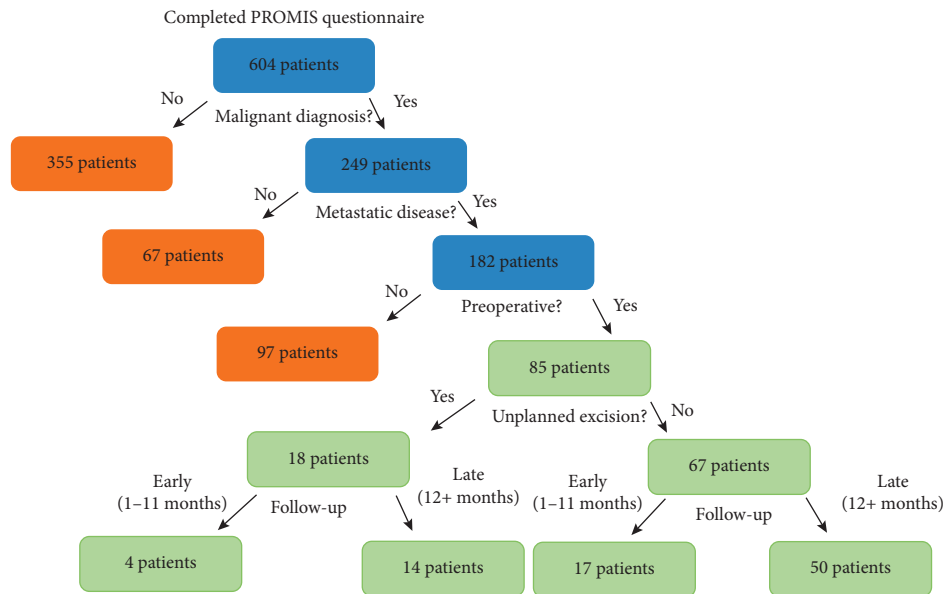 Completed PROMIS questionnaire
604 patients
No
Yes
Malignant diagnosis?
355 patients
249 patients
No
Yes
Metastatic disease?
67 patients
182 patients
No
Yes
Preoperative?
97 patients
85 patients
Yes
No
Unplanned excision?
18 patients
67 patients
Early
(1–11 months)
Late
(12+ months)
Follow-up
Early
(1–11 months)
Late
(12+ months)
Follow-up
4 patients
14 patients
17 patients
50 patients